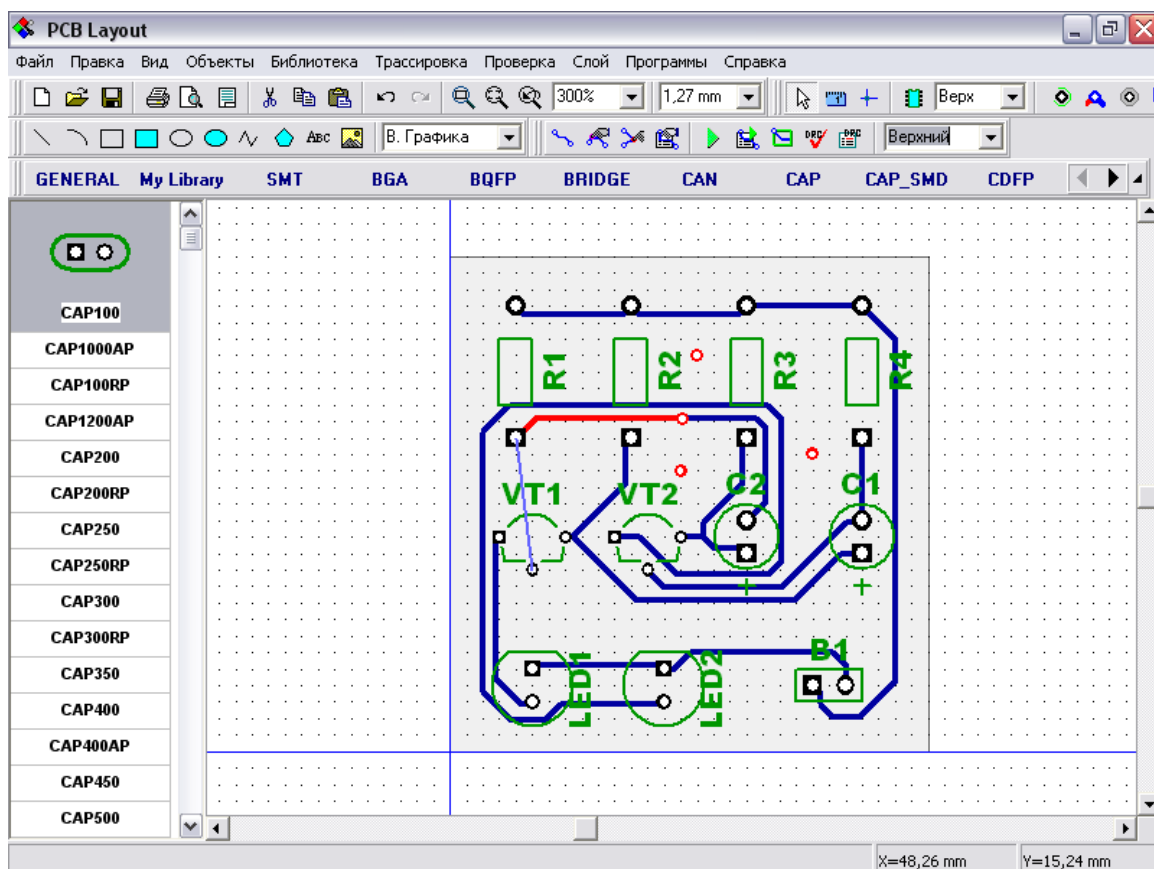 PCB Layout
Файл Правка Вид Объекты Библиотека Трассировка Проверка Слой Программы Справка
300% 1,27 mm Верх
ABC В. Графика DRC DRC Верхний
GENERAL My Library SMT BGA BQFP BRIDGE CAN CAP CAP_SMD CDFP
CAP100
CAP1000AP
CAP100RP
CAP1200AP
CAP200
CAP200RP
CAP250
CAP250RP
CAP300
CAP300RP
CAP350
CAP400
CAP400AP
CAP450
CAP500
R1 R2 R3 R4
VT1 VT2 C2 C1
+ +
LED1 LED2 B1
X=48,26 mm Y=15,24 mm